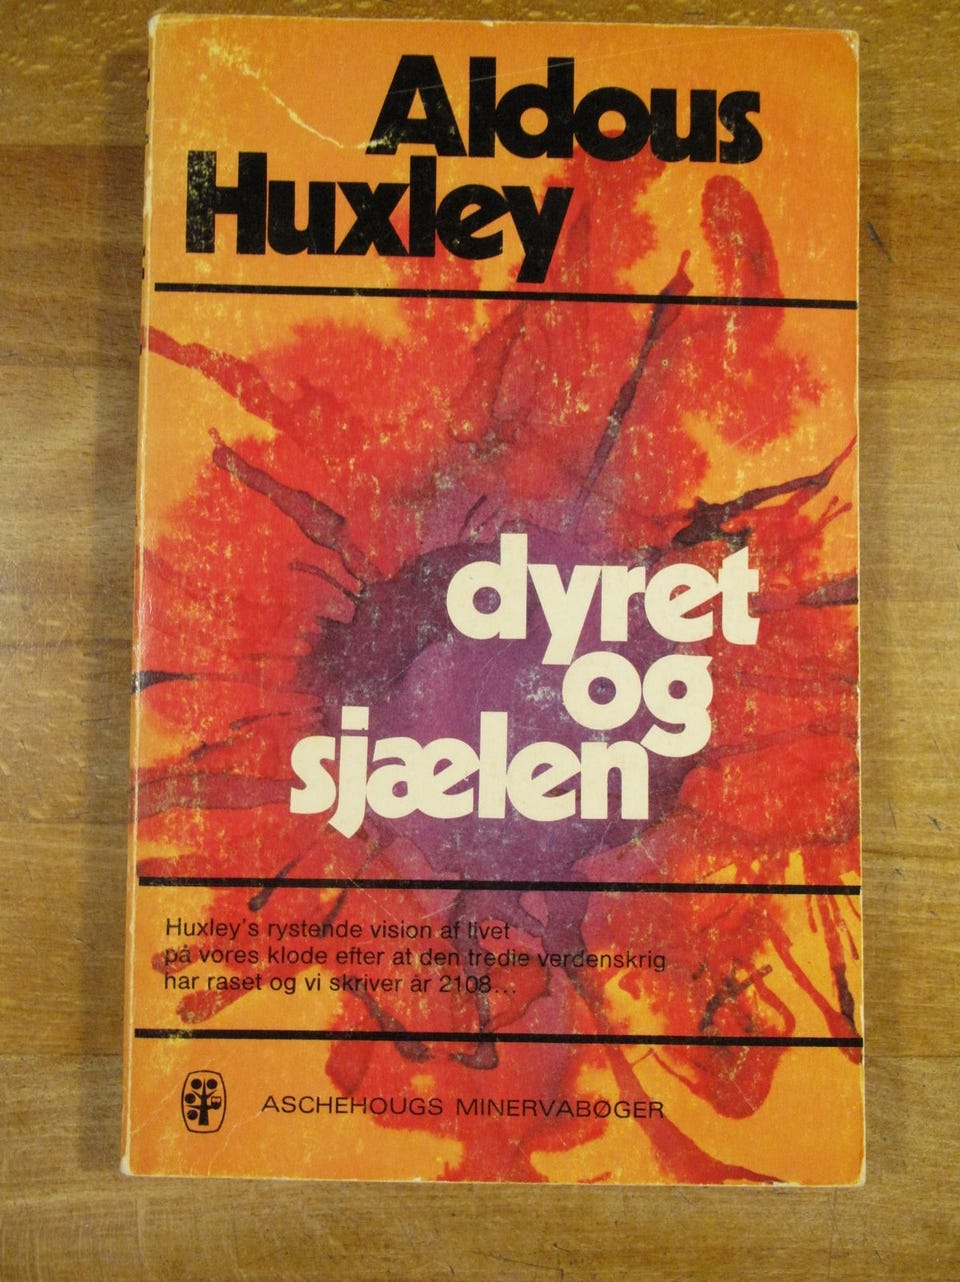 Aldous
Huxley
dyret
og
sjælen
Huxley's rystende vision af livet
på vores klode efter at den tredie verdenskrig
har raset og vi skriver år 2108...
ASCHEHOUGS MINERVABØGER